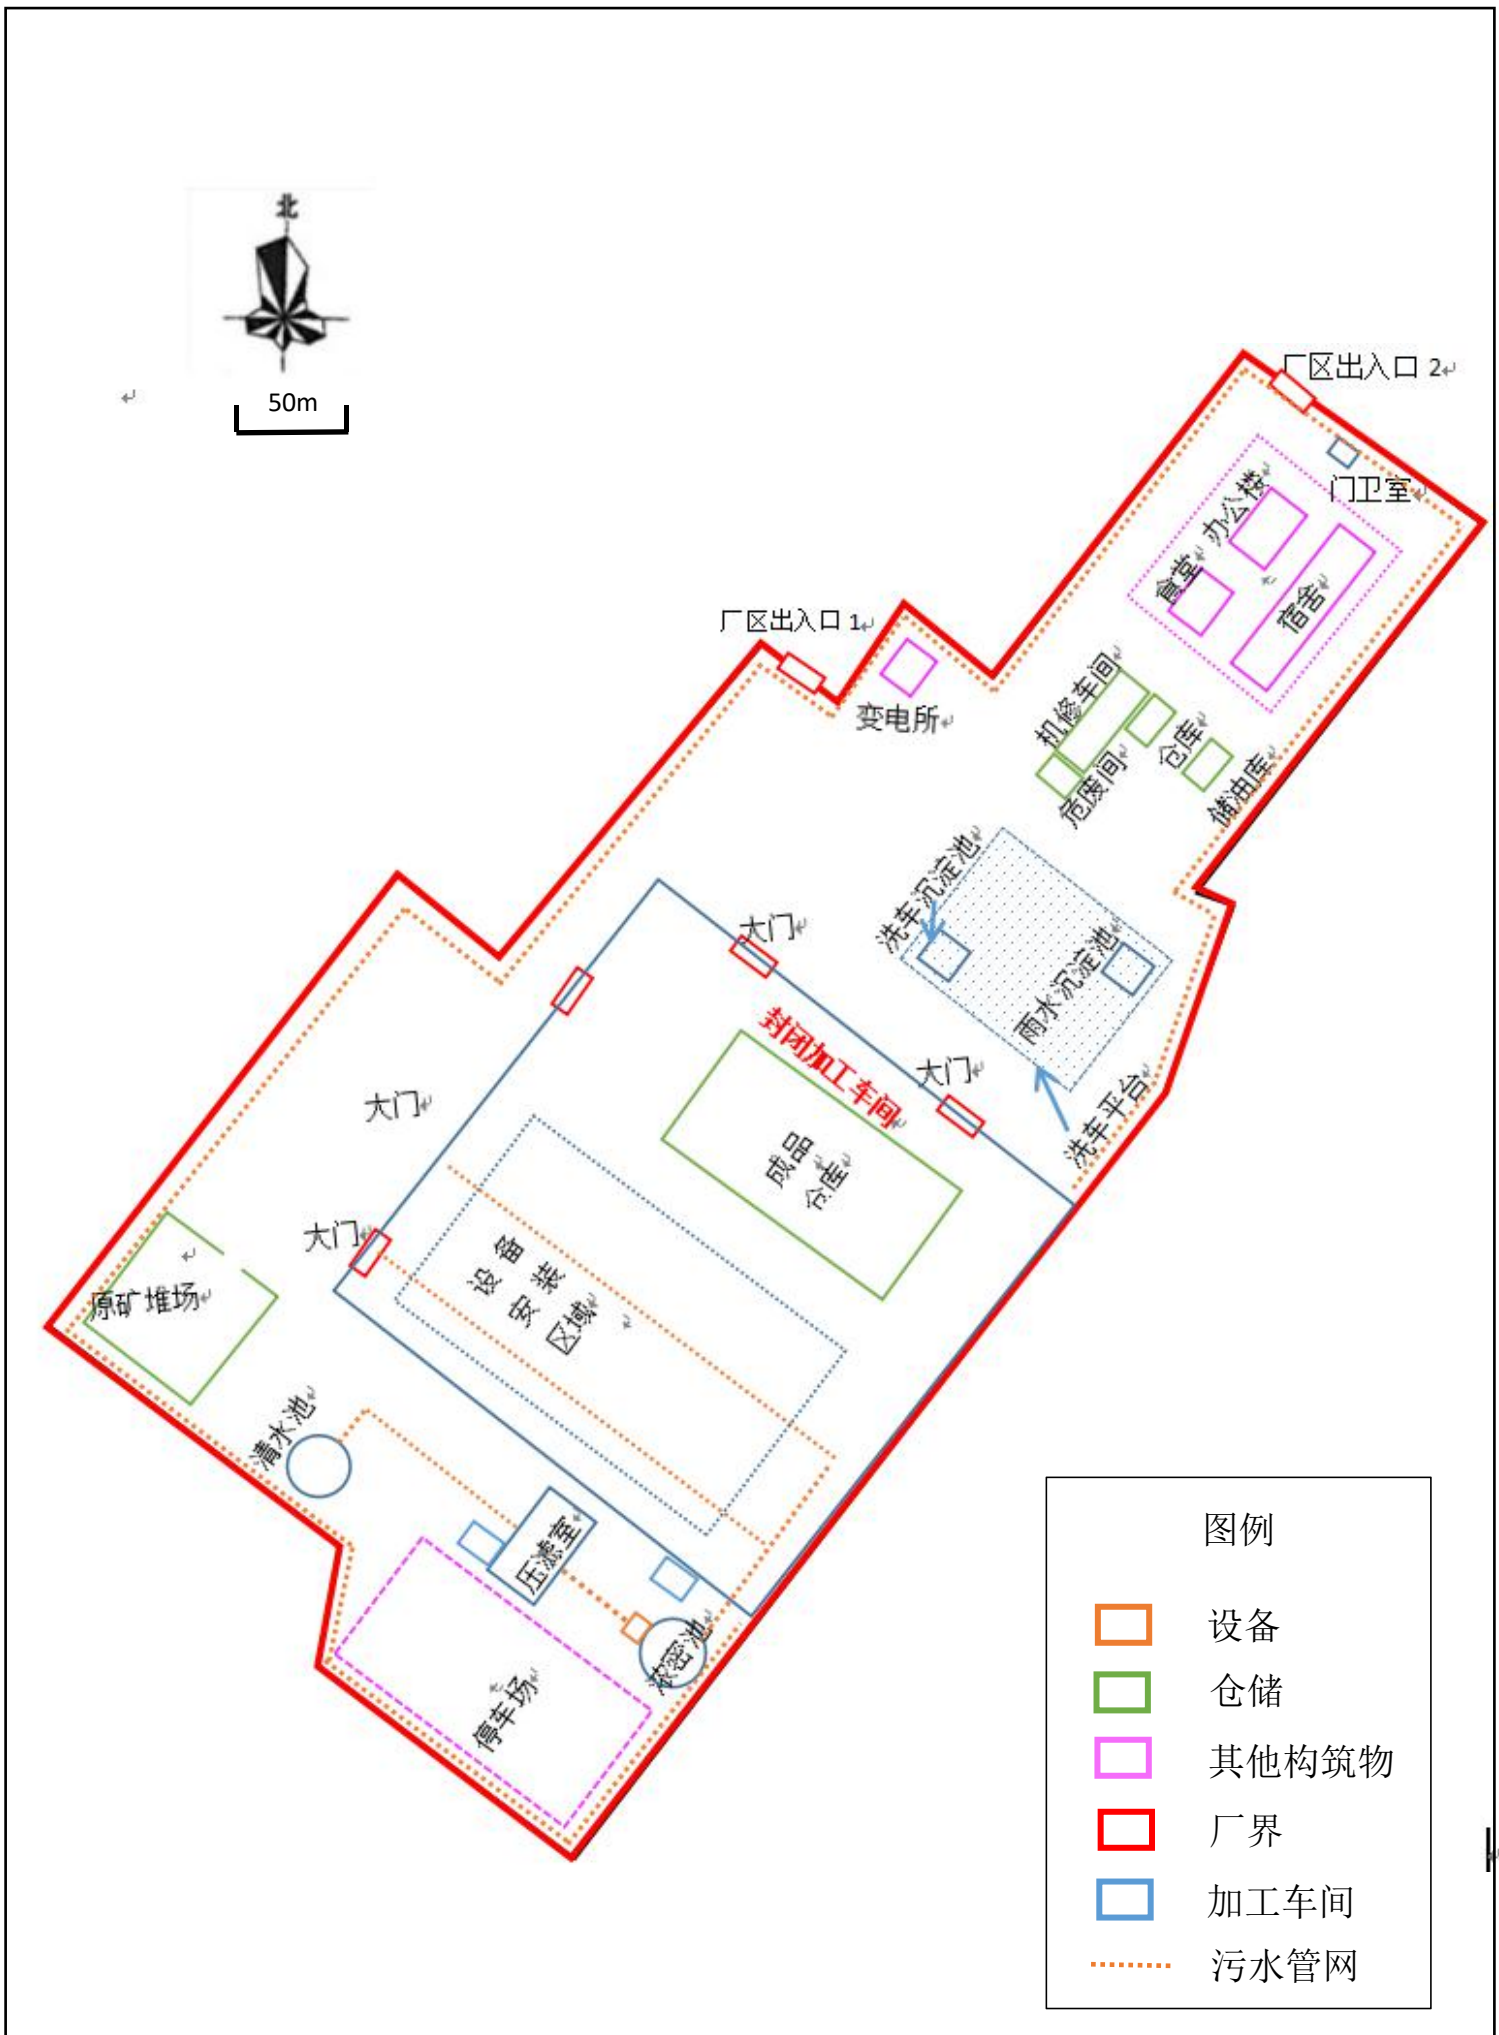 北
50m
厂区出入口 2
门卫室
办公楼
食堂
宿舍
厂区出入口 1
变电所
机修车间
仓库
危废间
储油库
洗车沉淀池
雨水沉淀池
洗车平台
大门
封闭加工车间
大门
成品
仓库
大门
大门
设备
安装
区域
原矿堆场
清水池
压滤室
浓密池
停车场
图例
设备
仓储
其他构筑物
厂界
加工车间
污水管网